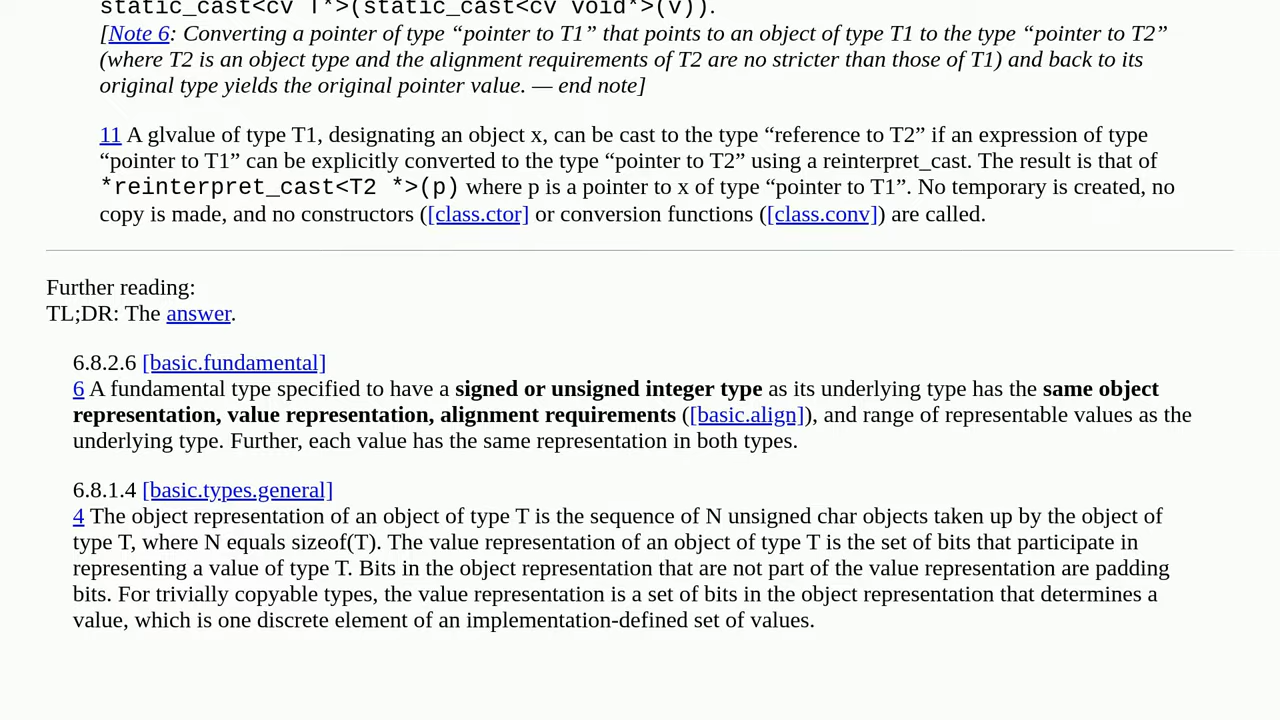 static_cast<cv T*>(static_cast<cv void*>(v)).
[Note 6: Converting a pointer of type “pointer to T1” that points to an object of type T1 to the type “pointer to T2”
(where T2 is an object type and the alignment requirements of T2 are no stricter than those of T1) and back to its
original type yields the original pointer value. — end note]
11 A glvalue of type T1, designating an object x, can be cast to the type “reference to T2” if an expression of type
“pointer to T1” can be explicitly converted to the type “pointer to T2” using a reinterpret_cast. The result is that of
*reinterpret_cast<T2 *>(p) where p is a pointer to x of type “pointer to T1”. No temporary is created, no
copy is made, and no constructors ([class.ctor] or conversion functions ([class.conv]) are called.
Further reading:
TL;DR: The answer.
6.8.2.6 [basic.fundamental]
6 A fundamental type specified to have a signed or unsigned integer type as its underlying type has the same object
representation, value representation, alignment requirements ([basic.align]), and range of representable values as the
underlying type. Further, each value has the same representation in both types.
6.8.1.4 [basic.types.general]
4 The object representation of an object of type T is the sequence of N unsigned char objects taken up by the object of
type T, where N equals sizeof(T). The value representation of an object of type T is the set of bits that participate in
representing a value of type T. Bits in the object representation that are not part of the value representation are padding
bits. For trivially copyable types, the value representation is a set of bits in the object representation that determines a
value, which is one discrete element of an implementation-defined set of values.